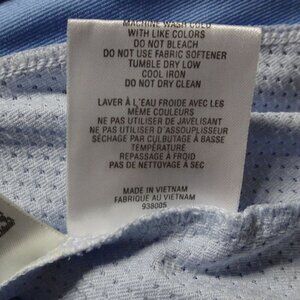 MACHINE WASH COLD
WITH LIKE COLORS
DO NOT BLEACH
DO NOT USE FABRIC SOFTENER
TUMBLE DRY LOW
COOL IRON
DO NOT DRY CLEAN
LAVER À L'EAU FROIDE AVEC LES
MÊME COULEURS
NE PAS UTILISER DE JAVELISANT
NE PAS UTILISER D'ASSOUPLISSEUR
SÉCHAGE PAR CULBUTAGE À BASSE
TEMPÉRATURE
REPASSAGE À FROID
PAS DE NETTOYAGE À SEC
MADE IN VIETNAM
FABRIQUÉ AU VIETNAM
938005